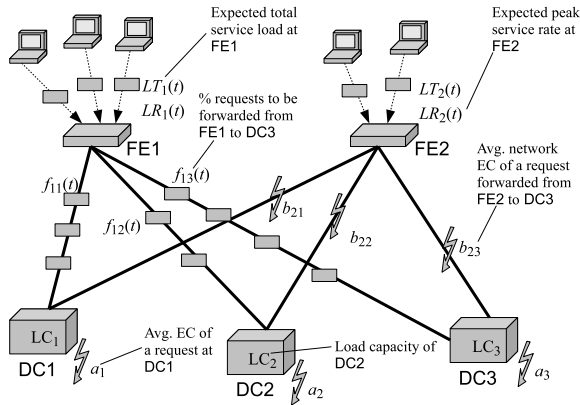 Expected total
service load at
FE1
Expected peak
service rate at
FE2
LT₁(t)
LR₁(t)
% requests to be
forwarded from
FE1 to DC3
LT₂(t)
LR₂(t)
FE1
FE2
Avg. network
EC of a request
forwarded from
FE2 to DC3
f₁₁(t)
f₁₃(t)
f₁₂(t)
b₂₁
b₂₂
b₂₃
LC₁
DC1
a₁
Avg. EC of
a request at
DC1
LC₂
DC2
a₂
Load capacity of
DC2
LC₃
DC3
a₃